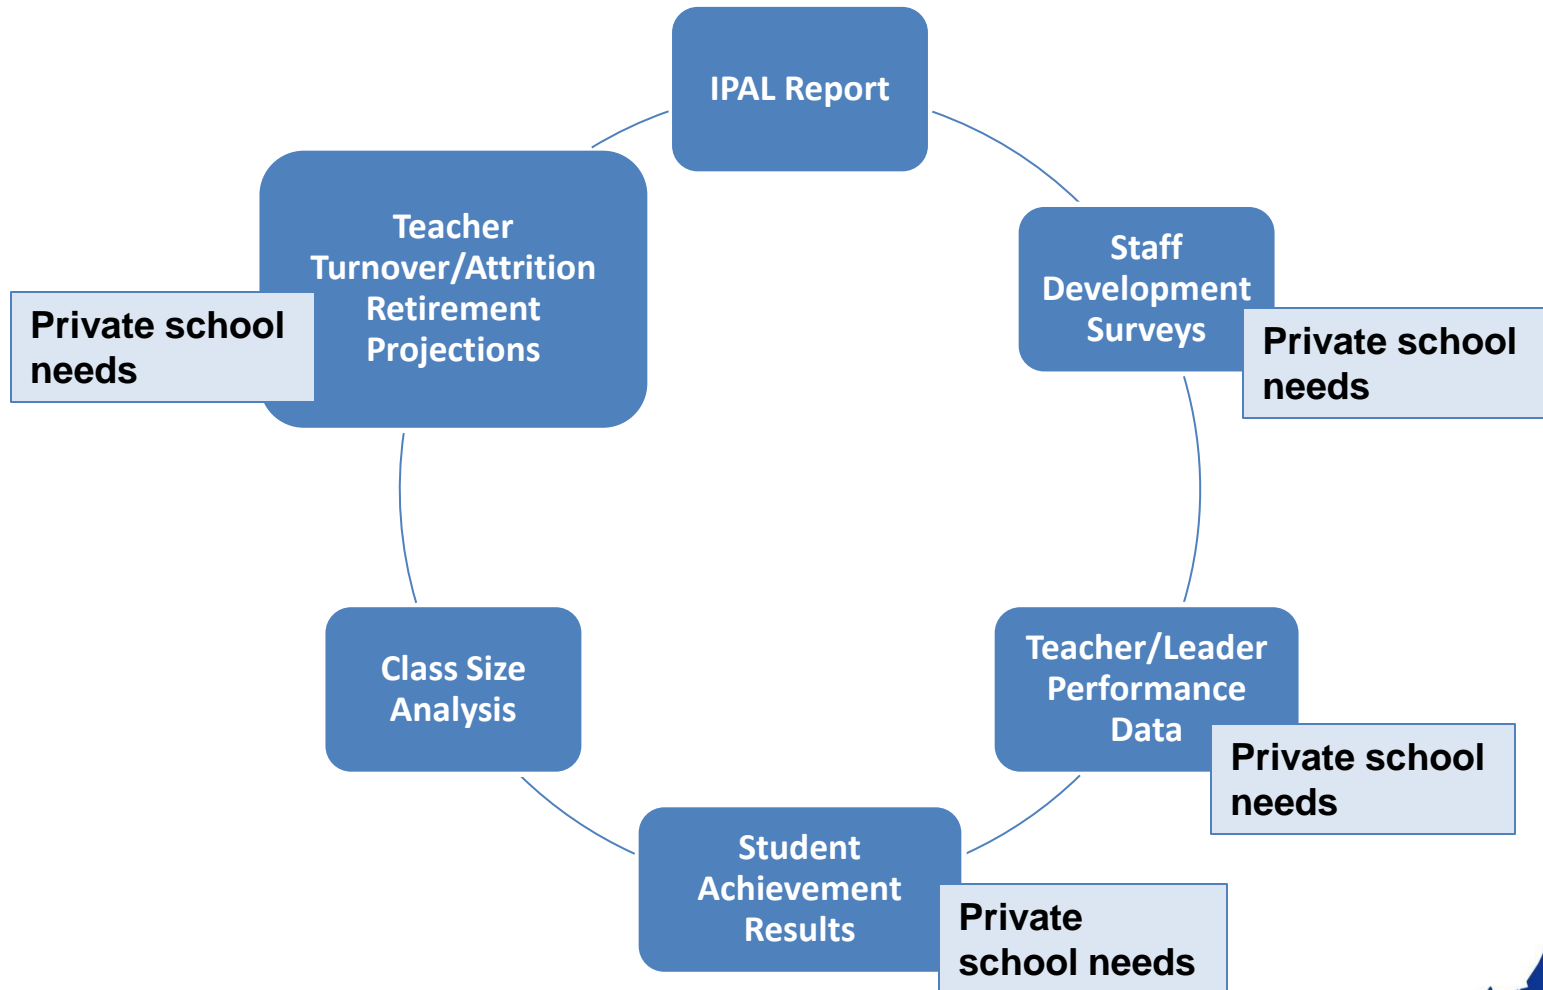 IPAL Report
Staff
Development
Surveys
Private school
needs
Teacher/Leader
Performance
Data
Private school
needs
Student
Achievement
Results
Private
school needs
Class Size
Analysis
Teacher
Turnover/Attrition
Retirement
Projections
Private school
needs